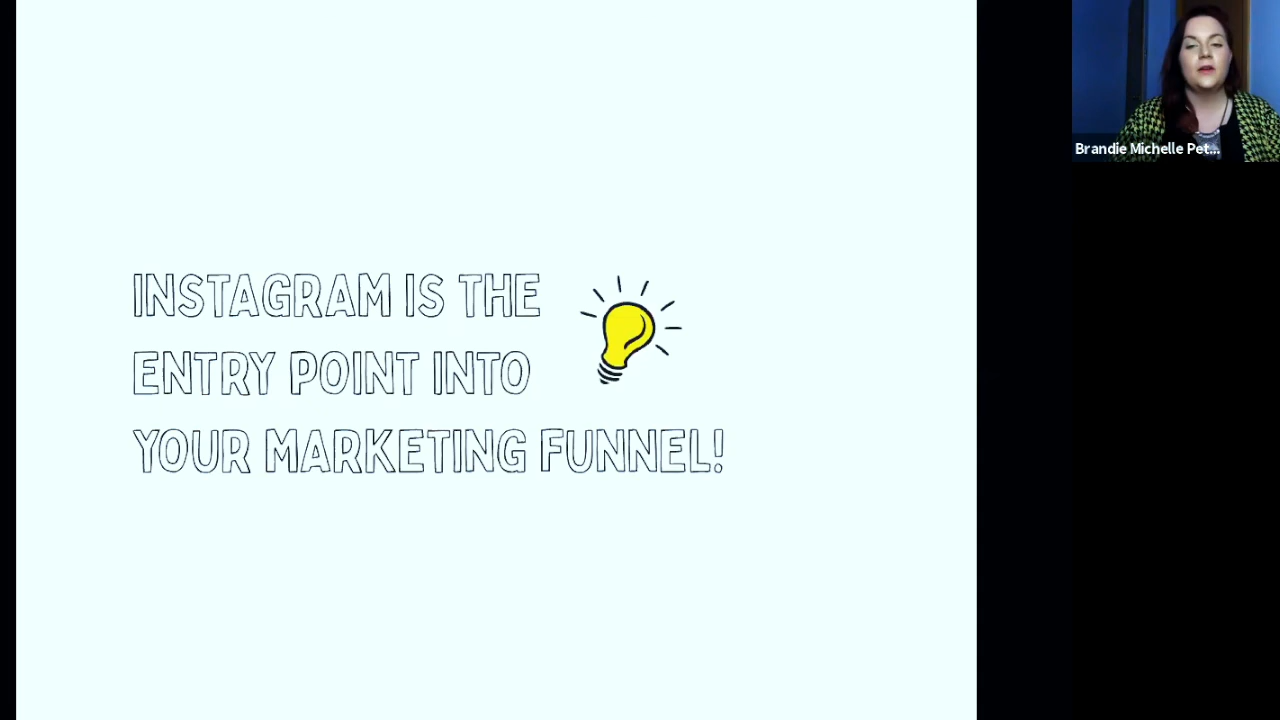 INSTAGRAM IS THE
ENTRY POINT INTO
YOUR MARKETING FUNNEL!
Brandie Michelle Pet...